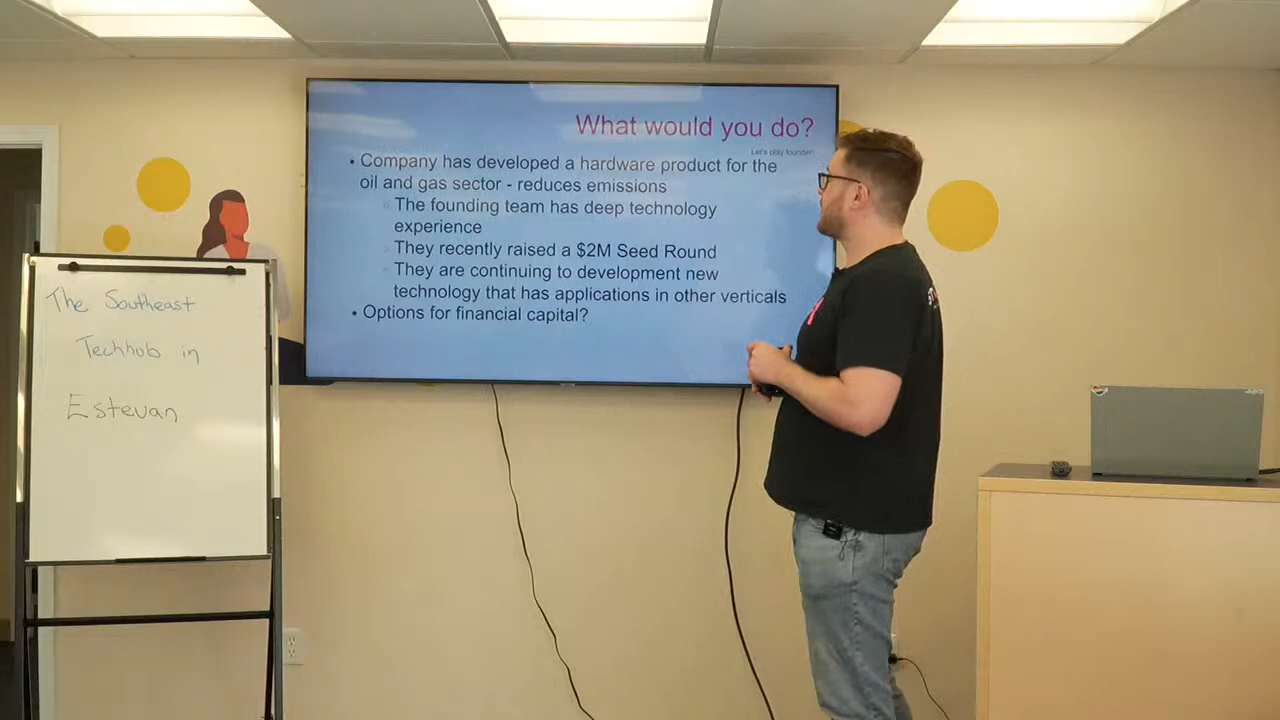 What would you do?
Let's play founder!
• Company has developed a hardware product for the
oil and gas sector - reduces emissions
◦ The founding team has deep technology
experience
◦ They recently raised a $2M Seed Round
◦ They are continuing to development new
technology that has applications in other verticals
• Options for financial capital?
The Southeast
Techhob in
Estevan